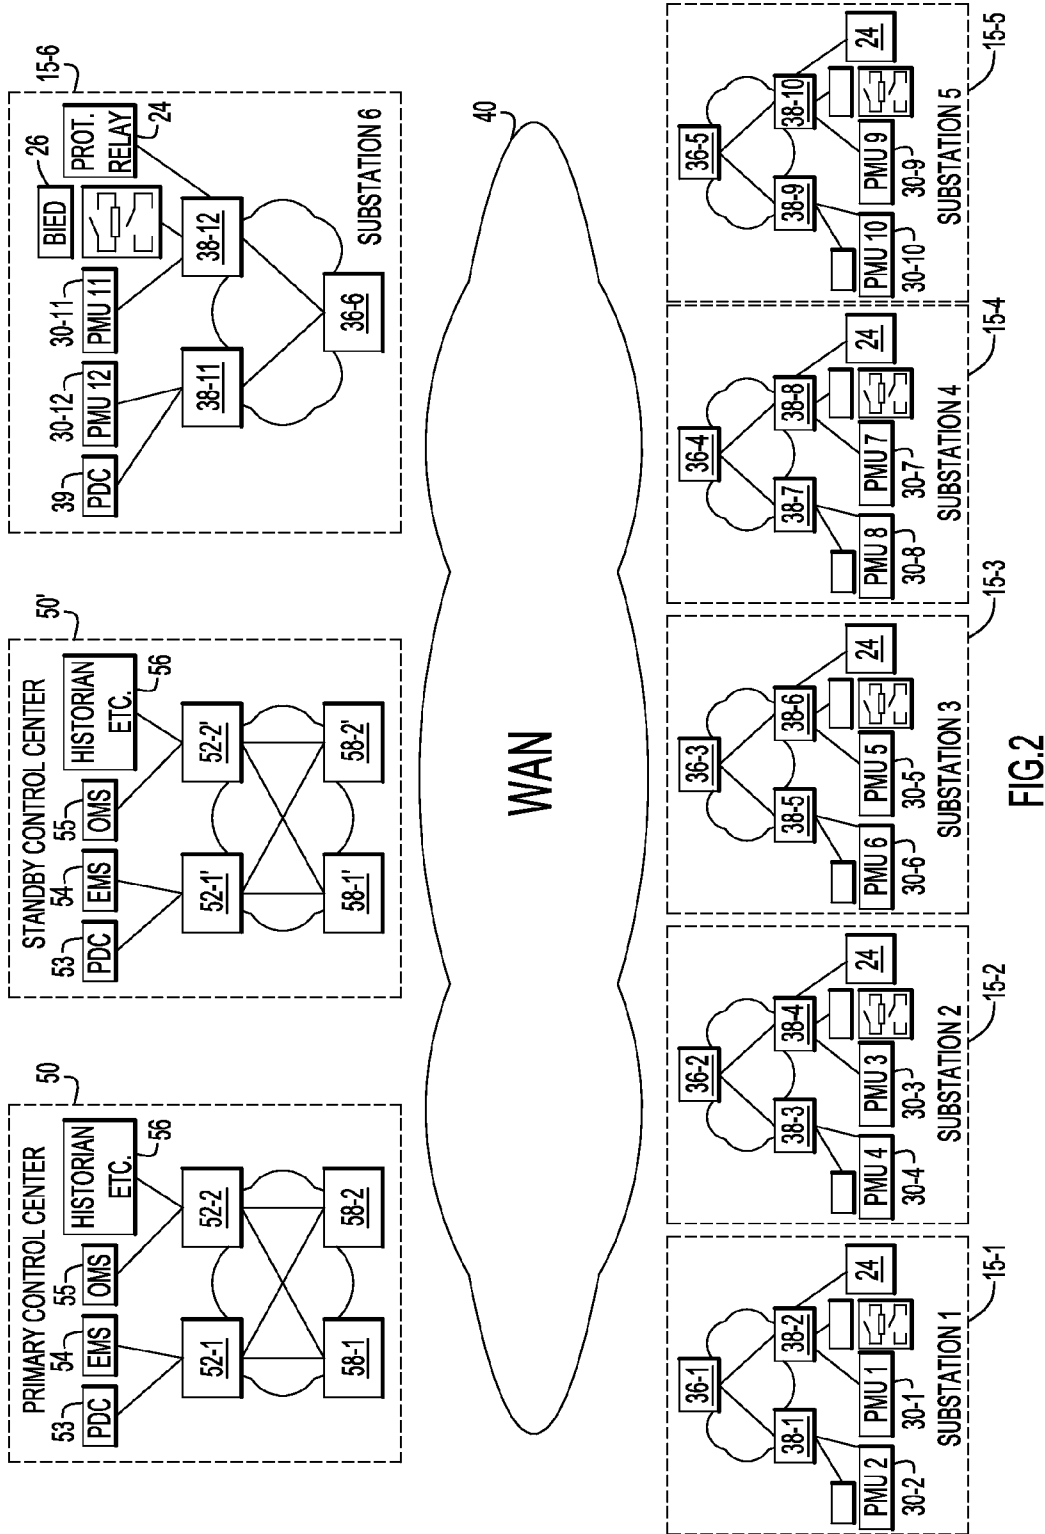 PRIMARY CONTROL CENTER
50
53
54
55
PDC
EMS
OMS
HISTORIAN
ETC.
56
52-1
52-2
58-1
58-2
STANDBY CONTROL CENTER
50'
53
54
55
PDC
EMS
OMS
HISTORIAN
ETC.
56
52-1'
52-2'
58-1'
58-2'
15-6
39
30-12
30-11
26
PDC
PMU 12
PMU 11
BIED
PROT.
RELAY
24
38-11
38-12
36-6
SUBSTATION 6
40
WAN
36-1
38-1
38-2
24
PMU 2
PMU 1
30-2
30-1
SUBSTATION 1
15-1
36-2
38-3
38-4
24
PMU 4
PMU 3
30-4
30-3
SUBSTATION 2
15-2
36-3
38-5
38-6
24
PMU 6
PMU 5
30-6
30-5
SUBSTATION 3
15-3
36-4
38-7
38-8
24
PMU 8
PMU 7
30-8
30-7
SUBSTATION 4
15-4
36-5
38-9
38-10
24
PMU 10
PMU 9
30-10
30-9
SUBSTATION 5
15-5
FIG.2